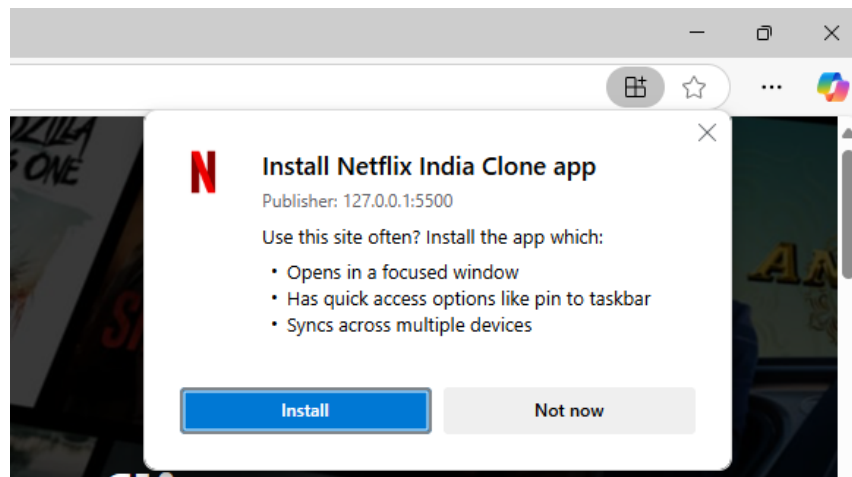 ZILLA
ONE
Install Netflix India Clone app
Publisher: 127.0.0.1:5500
Use this site often? Install the app which:
• Opens in a focused window
• Has quick access options like pin to taskbar
• Syncs across multiple devices
Install
Not now